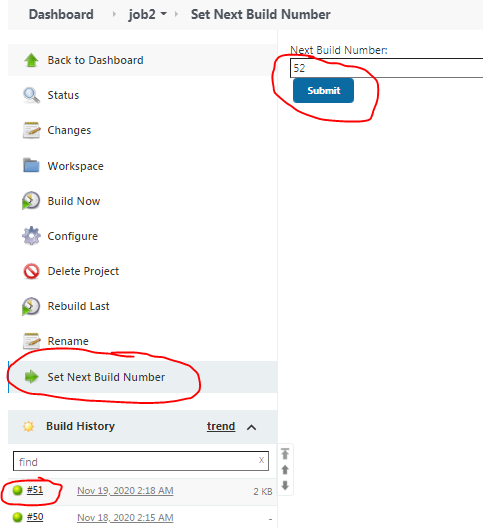 Dashboard job2 Set Next Build Number
Back to Dashboard
Status
Changes
Workspace
Build Now
Configure
Delete Project
Rebuild Last
Rename
Set Next Build Number
Build History trend
find x
#51 Nov 19, 2020 2:18 AM 2 KB
#50 Nov 18, 2020 2:15 AM -
Next Build Number:
52
Submit